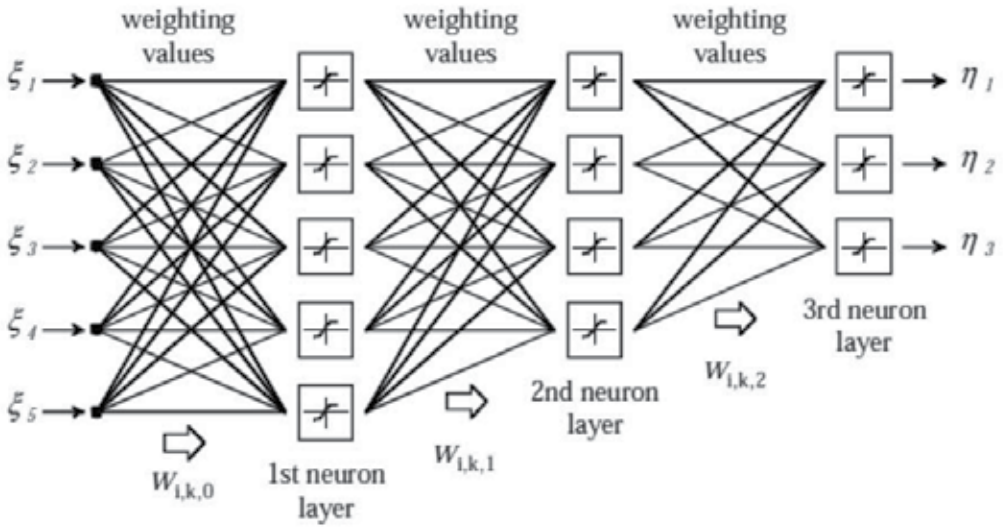 weighting
values
weighting
values
weighting
values
ξ1
ξ2
ξ3
ξ4
ξ5
η1
η2
η3
Wi,k,0
1st neuron
layer
Wi,k,1
2nd neuron
layer
Wi,k,2
3rd neuron
layer